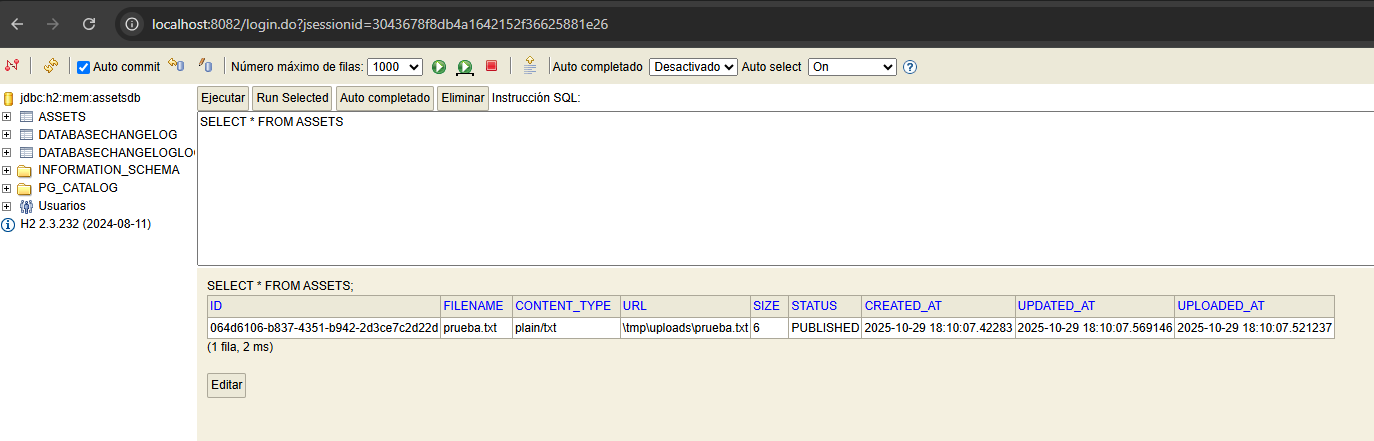 localhost:8082/login.do?jsessionid=3043678f8db4a1642152f36625881e26
Auto commit Número máximo de filas: 1000 Auto completado Desactivado Auto select On
jdbc:h2:mem:assetsdb
ASSETS
DATABASECHANGELOG
DATABASECHANGELOGLO
INFORMATION_SCHEMA
PG_CATALOG
Usuarios
H2 2.3.232 (2024-08-11)
Ejecutar Run Selected Auto completado Eliminar Instrucción SQL:
SELECT * FROM ASSETS
SELECT * FROM ASSETS;
ID FILENAME CONTENT_TYPE URL SIZE STATUS CREATED_AT UPDATED_AT UPLOADED_AT
064d6106-b837-4351-b942-2d3ce7c2d22d prueba.txt plain/txt \tmp\uploads\prueba.txt 6 PUBLISHED 2025-10-29 18:10:07.42283 2025-10-29 18:10:07.569146 2025-10-29 18:10:07.521237
(1 fila, 2 ms)
Editar